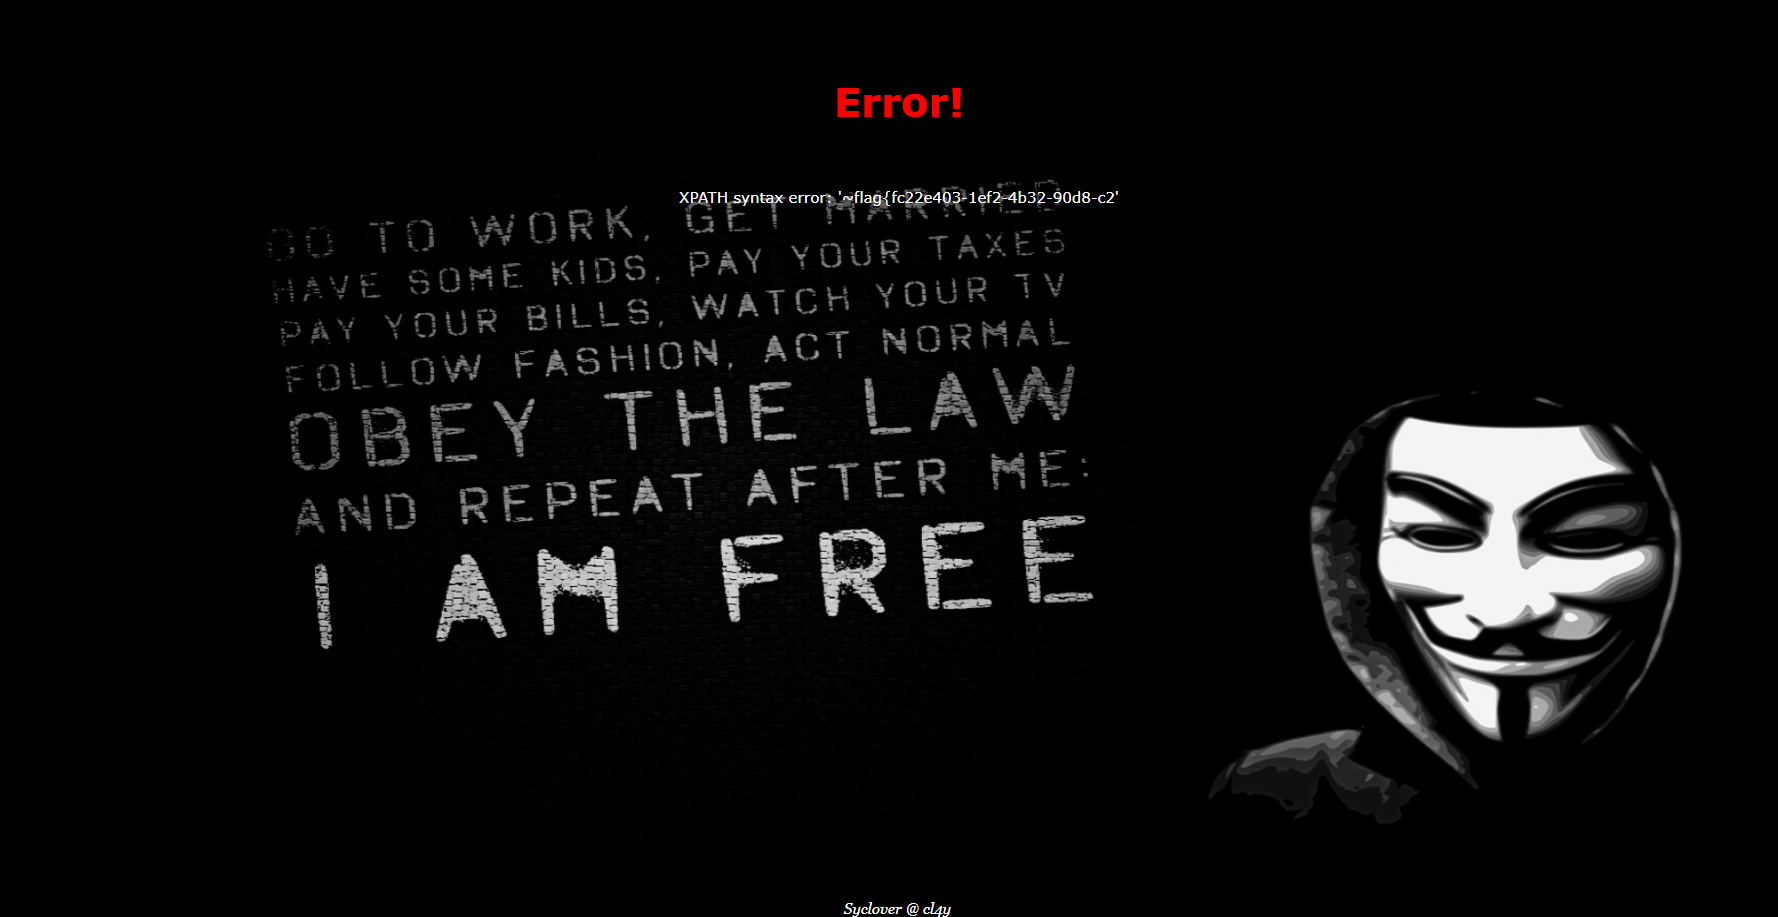 Error!
XPATH syntax error: '~flag{fc22e403-1ef2-4b32-90d8-c2'
GO TO WORK, GET MARRIED
HAVE SOME KIDS, PAY YOUR TAXES
PAY YOUR BILLS, WATCH YOUR TV
FOLLOW FASHION, ACT NORMAL
OBEY THE LAW
AND REPEAT AFTER ME:
I AM FREE
Syclover @ cl4y